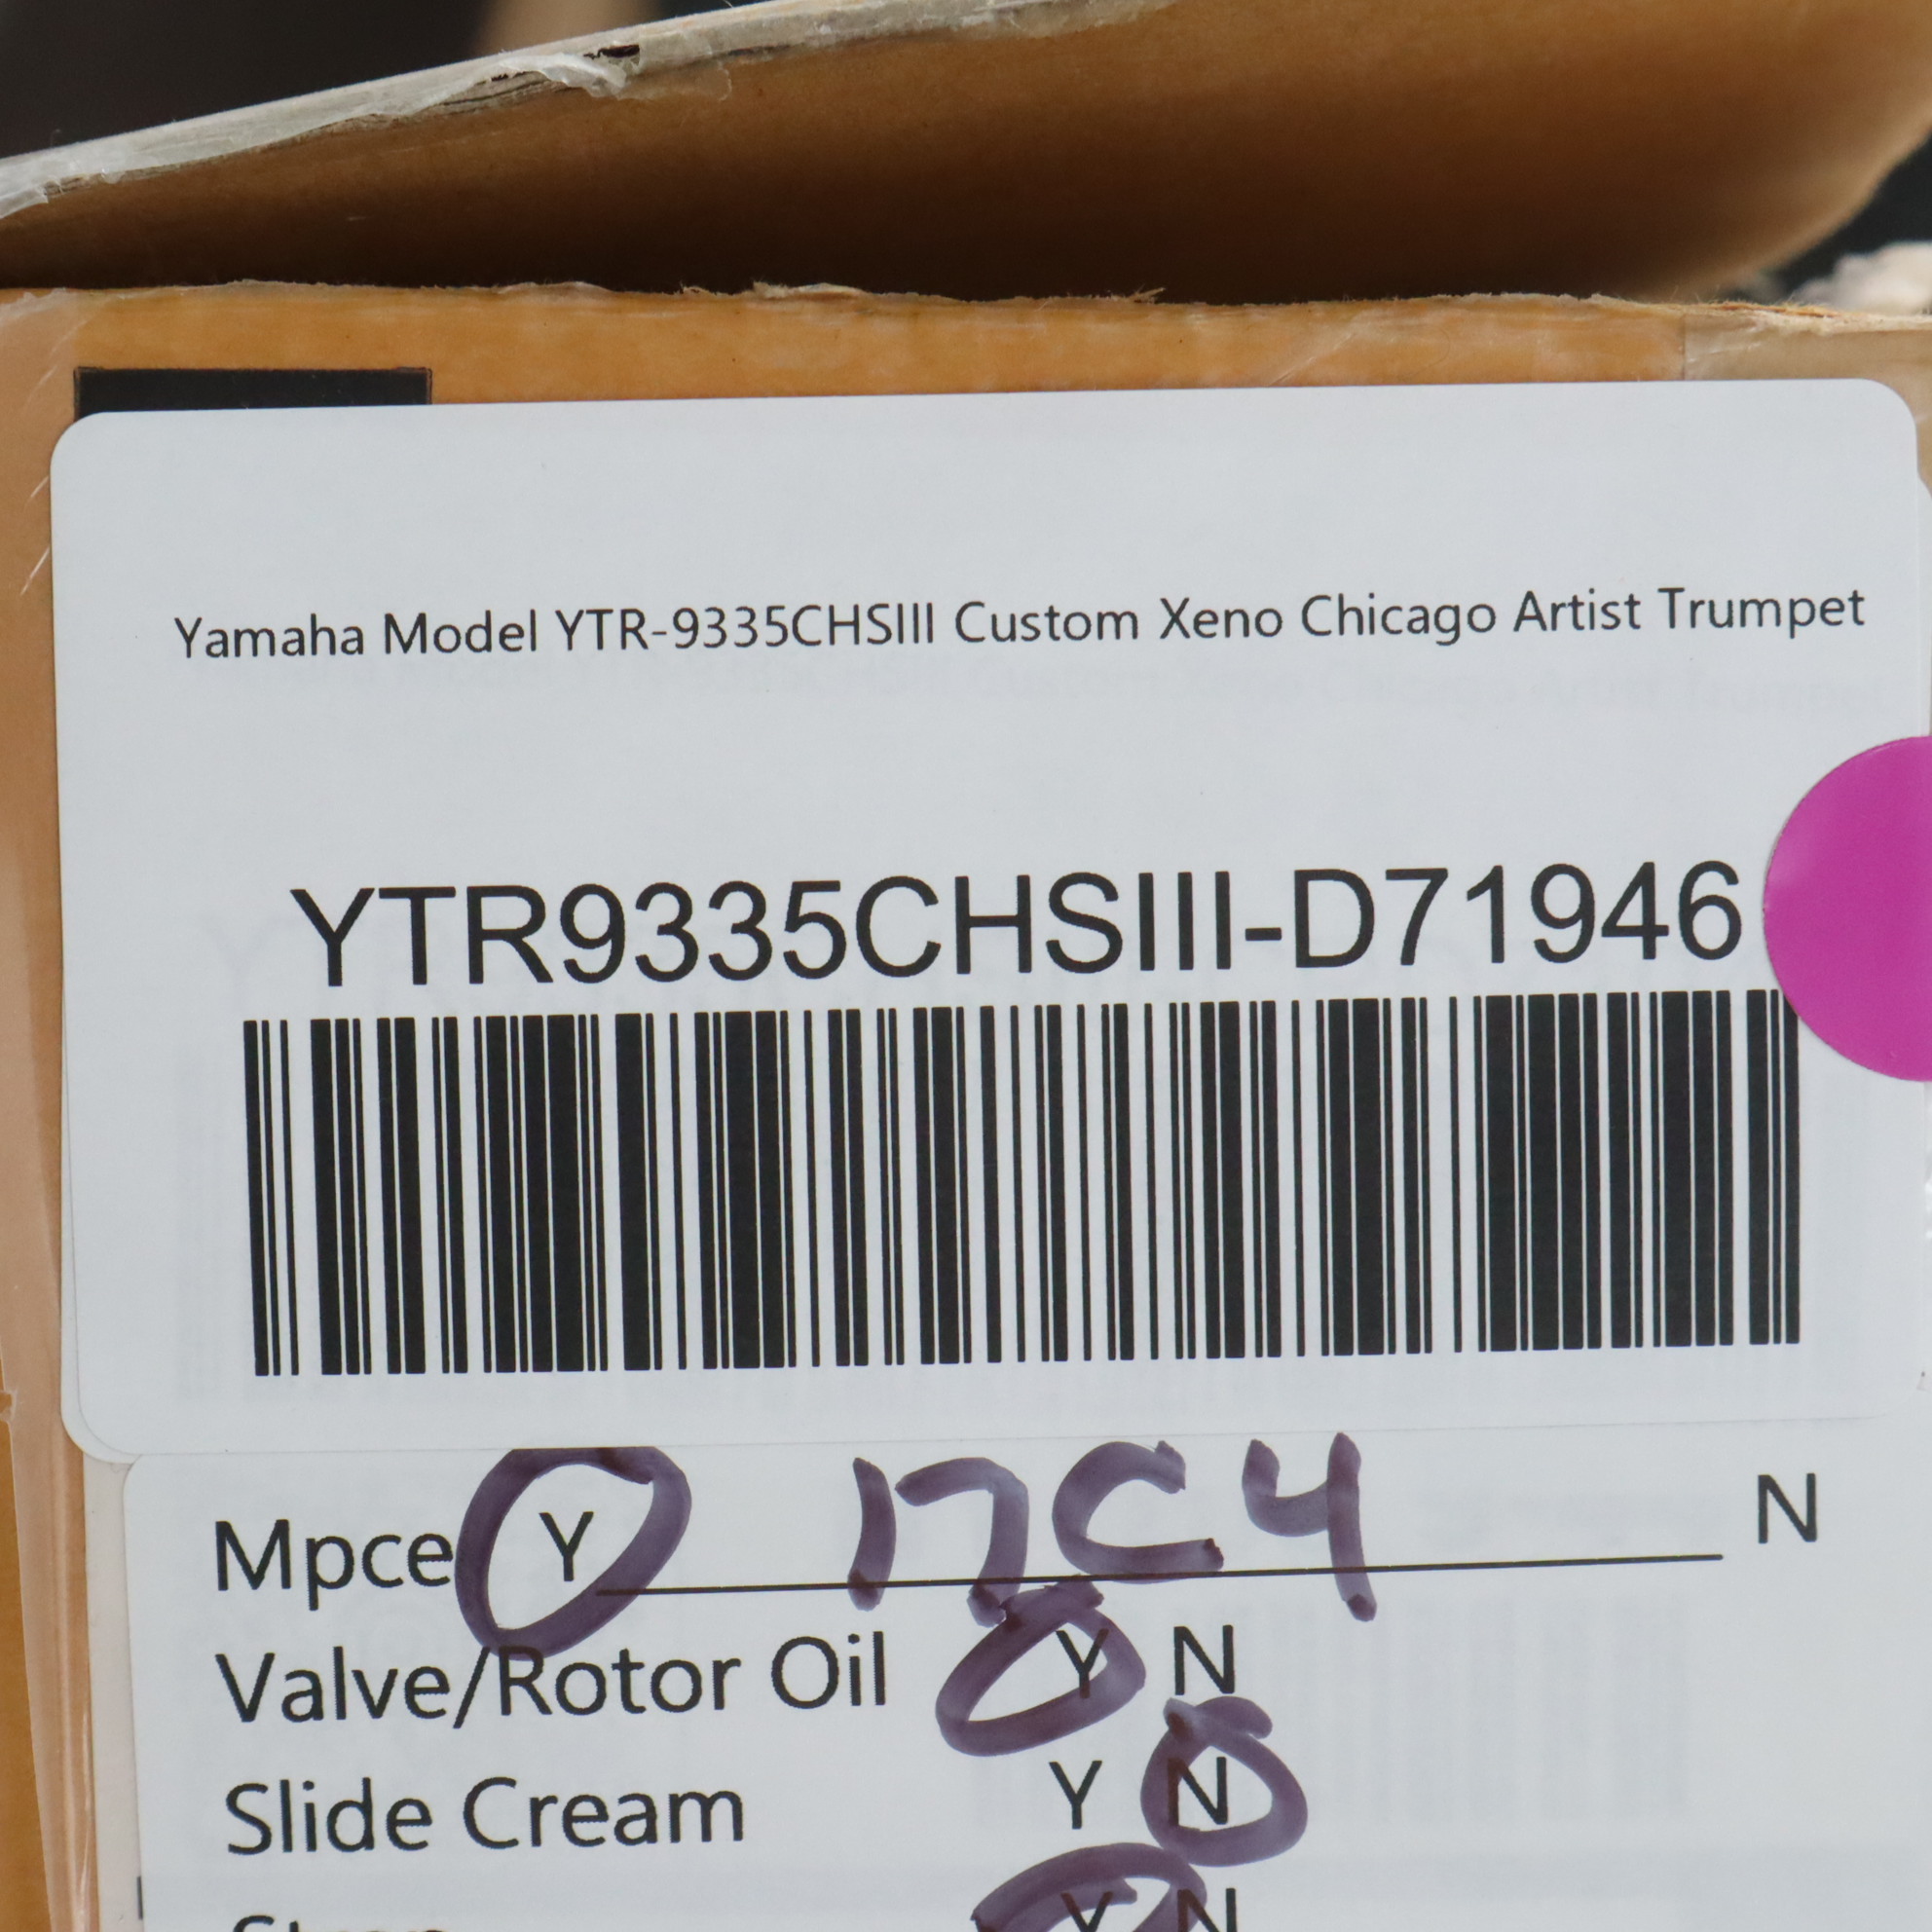 Yamaha Model YTR-9335CHSIII Custom Xeno Chicago Artist Trumpet
YTR9335CHSIII-D71946
Mpce Y 17C4 N
Valve/Rotor Oil Y N
Slide Cream Y N
Y N